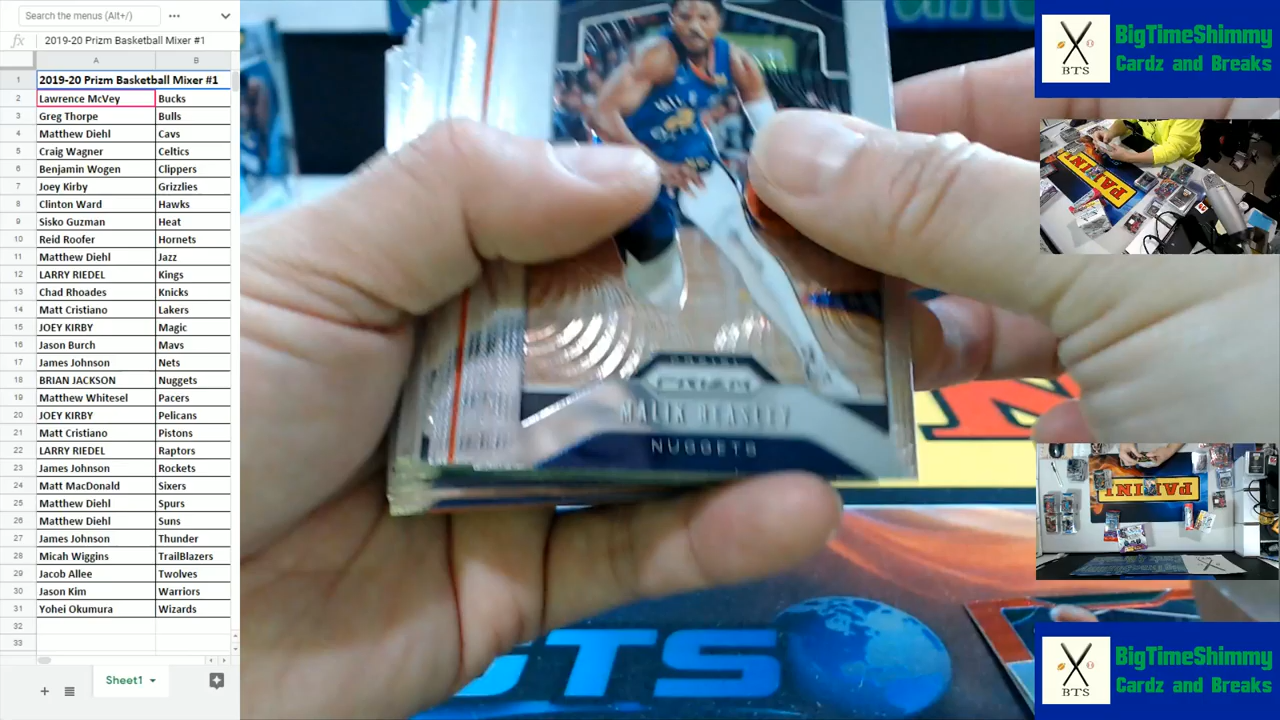 Search the menus (Alt+/)
fx 2019-20 Prizm Basketball Mixer #1
A B
1 2019-20 Prizm Basketball Mixer #1
2 Lawrence McVey Bucks
3 Greg Thorpe Bulls
4 Matthew Diehl Cavs
5 Craig Wagner Celtics
6 Benjamin Wogen Clippers
7 Joey Kirby Grizzlies
8 Clinton Ward Hawks
9 Sisko Guzman Heat
10 Reid Roofer Hornets
11 Matthew Diehl Jazz
12 LARRY RIEDEL Kings
13 Chad Rhoades Knicks
14 Matt Cristiano Lakers
15 JOEY KIRBY Magic
16 Jason Burch Mavs
17 James Johnson Nets
18 BRIAN JACKSON Nuggets
19 Matthew Whitesel Pacers
20 JOEY KIRBY Pelicans
21 Matt Cristiano Pistons
22 LARRY RIEDEL Raptors
23 James Johnson Rockets
24 Matt MacDonald Sixers
25 Matthew Diehl Spurs
26 Matthew Diehl Suns
27 James Johnson Thunder
28 Micah Wiggins TrailBlazers
29 Jacob Allee Twolves
30 Jason Kim Warriors
31 Yohei Okumura Wizards
32
33
Sheet1
PRIZM
MALIK BEASLEY
NUGGETS
BTS
BTS
BigTimeShimmy
Cardz and Breaks
PANINI
PANINI
BTS
BigTimeShimmy
Cardz and Breaks